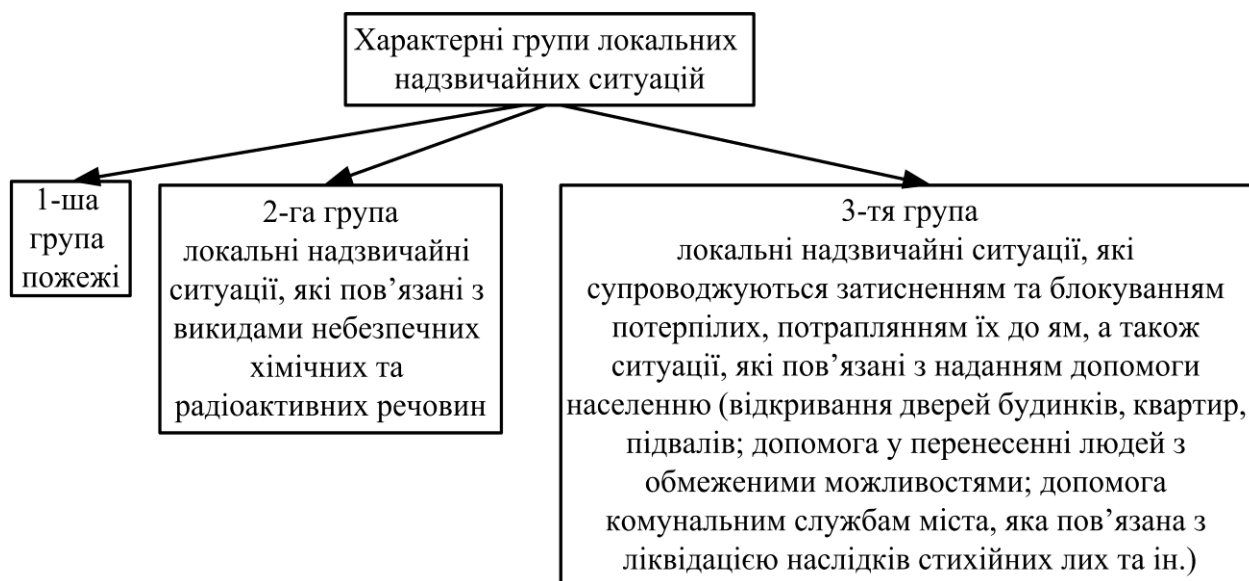 Характерні групи локальних
надзвичайних ситуацій
1-ша
група
пожежі
2-га група
локальні надзвичайні
ситуації, які пов’язані з
викидами небезпечних
хімічних та
радіоактивних речовин
3-тя група
локальні надзвичайні ситуації, які
супроводжуються затисненням та блокуванням
потерпілих, потраплянням їх до ям, а також
ситуації, які пов’язані з наданням допомоги
населенню (відкривання дверей будинків, квартир,
підвалів; допомога у перенесенні людей з
обмеженими можливостями; допомога
комунальним службам міста, яка пов’язана з
ліквідацією наслідків стихійних лих та ін.)